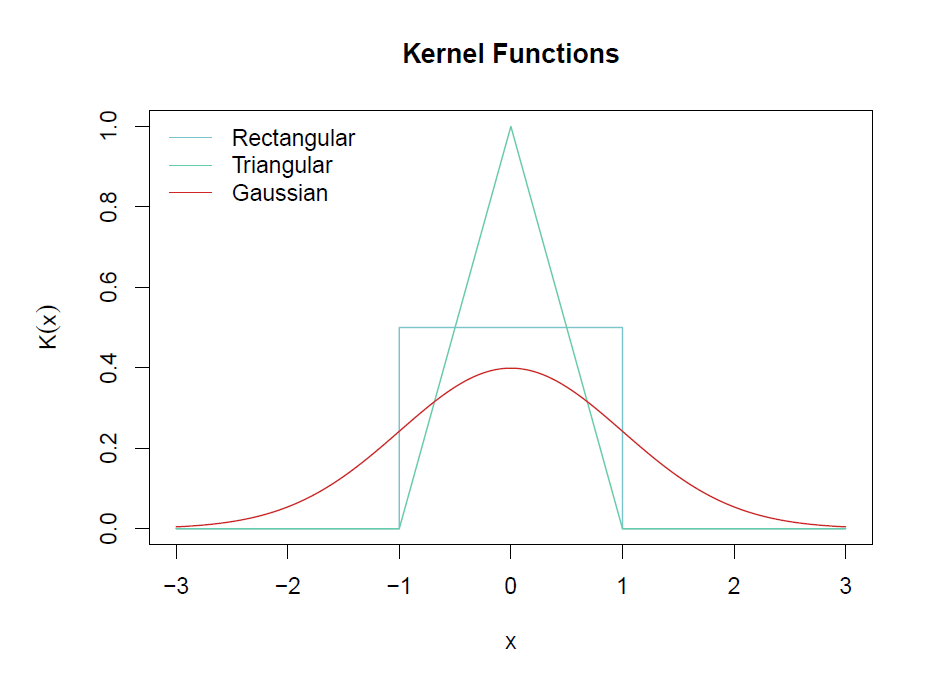 Kernel Functions
Rectangular
Triangular
Gaussian
K(x)
1.0
0.8
0.6
0.4
0.2
0.0
−3 −2 −1 0 1 2 3
x